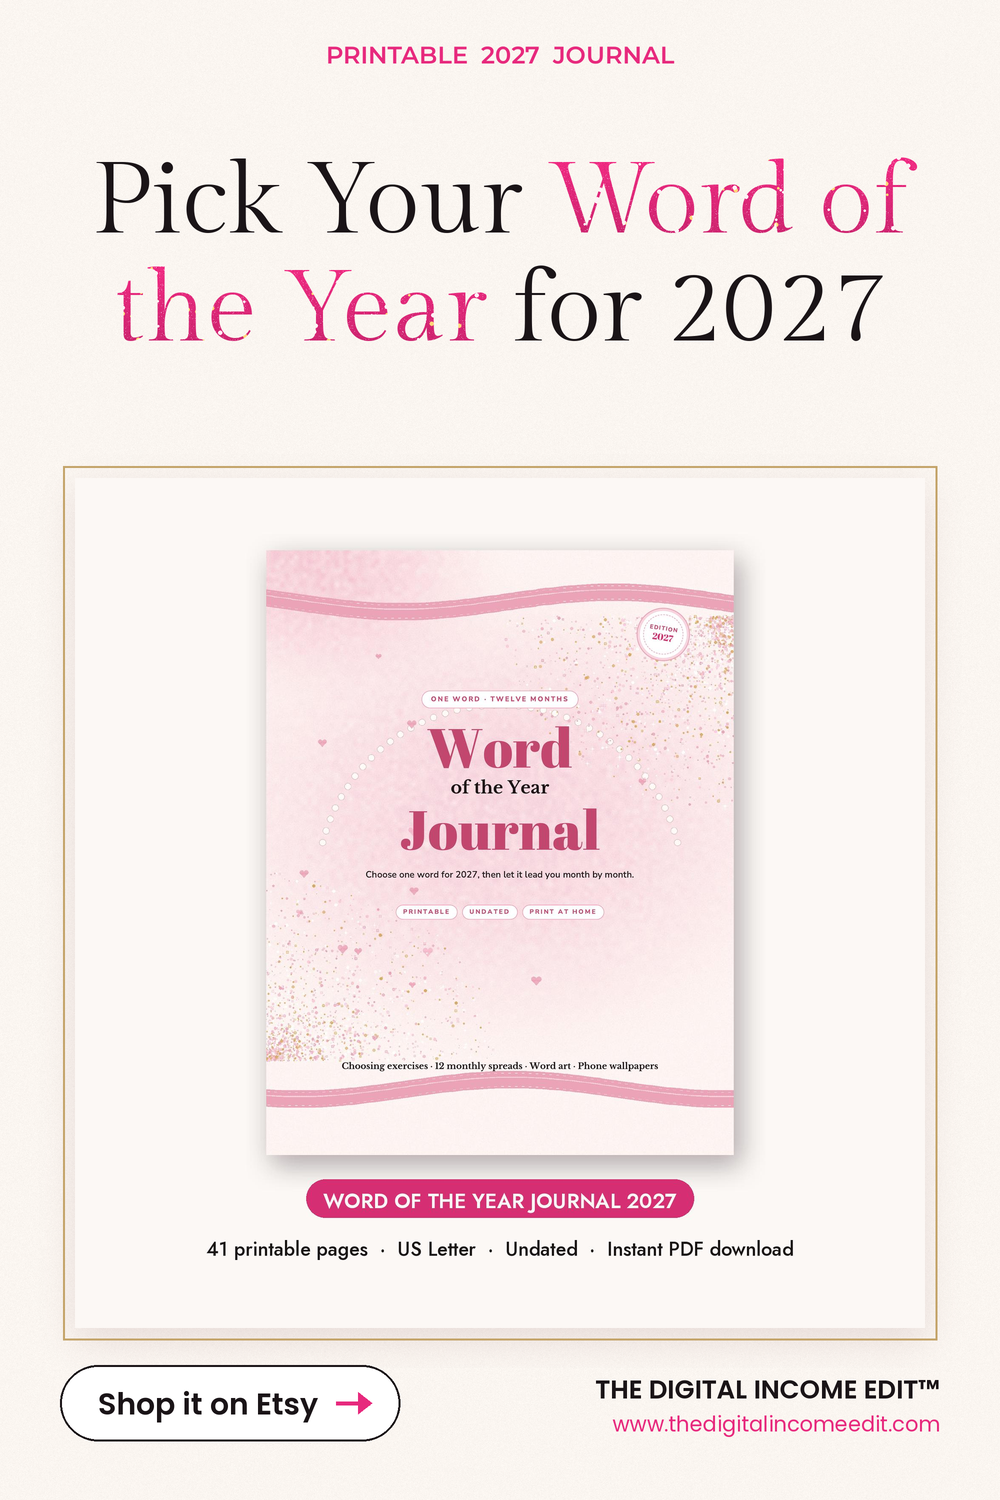 PRINTABLE 2027 JOURNAL
Pick Your Word of
the Year for 2027
EDITION
2027
ONE WORD · TWELVE MONTHS
Word
of the Year
Journal
Choose one word for 2027, then let it lead you month by month.
PRINTABLE UNDATED PRINT AT HOME
Choosing exercises · 12 monthly spreads · Word art · Phone wallpapers
WORD OF THE YEAR JOURNAL 2027
41 printable pages · US Letter · Undated · Instant PDF download
Shop it on Etsy →
THE DIGITAL INCOME EDIT™
www.thedigitalincomeedit.com